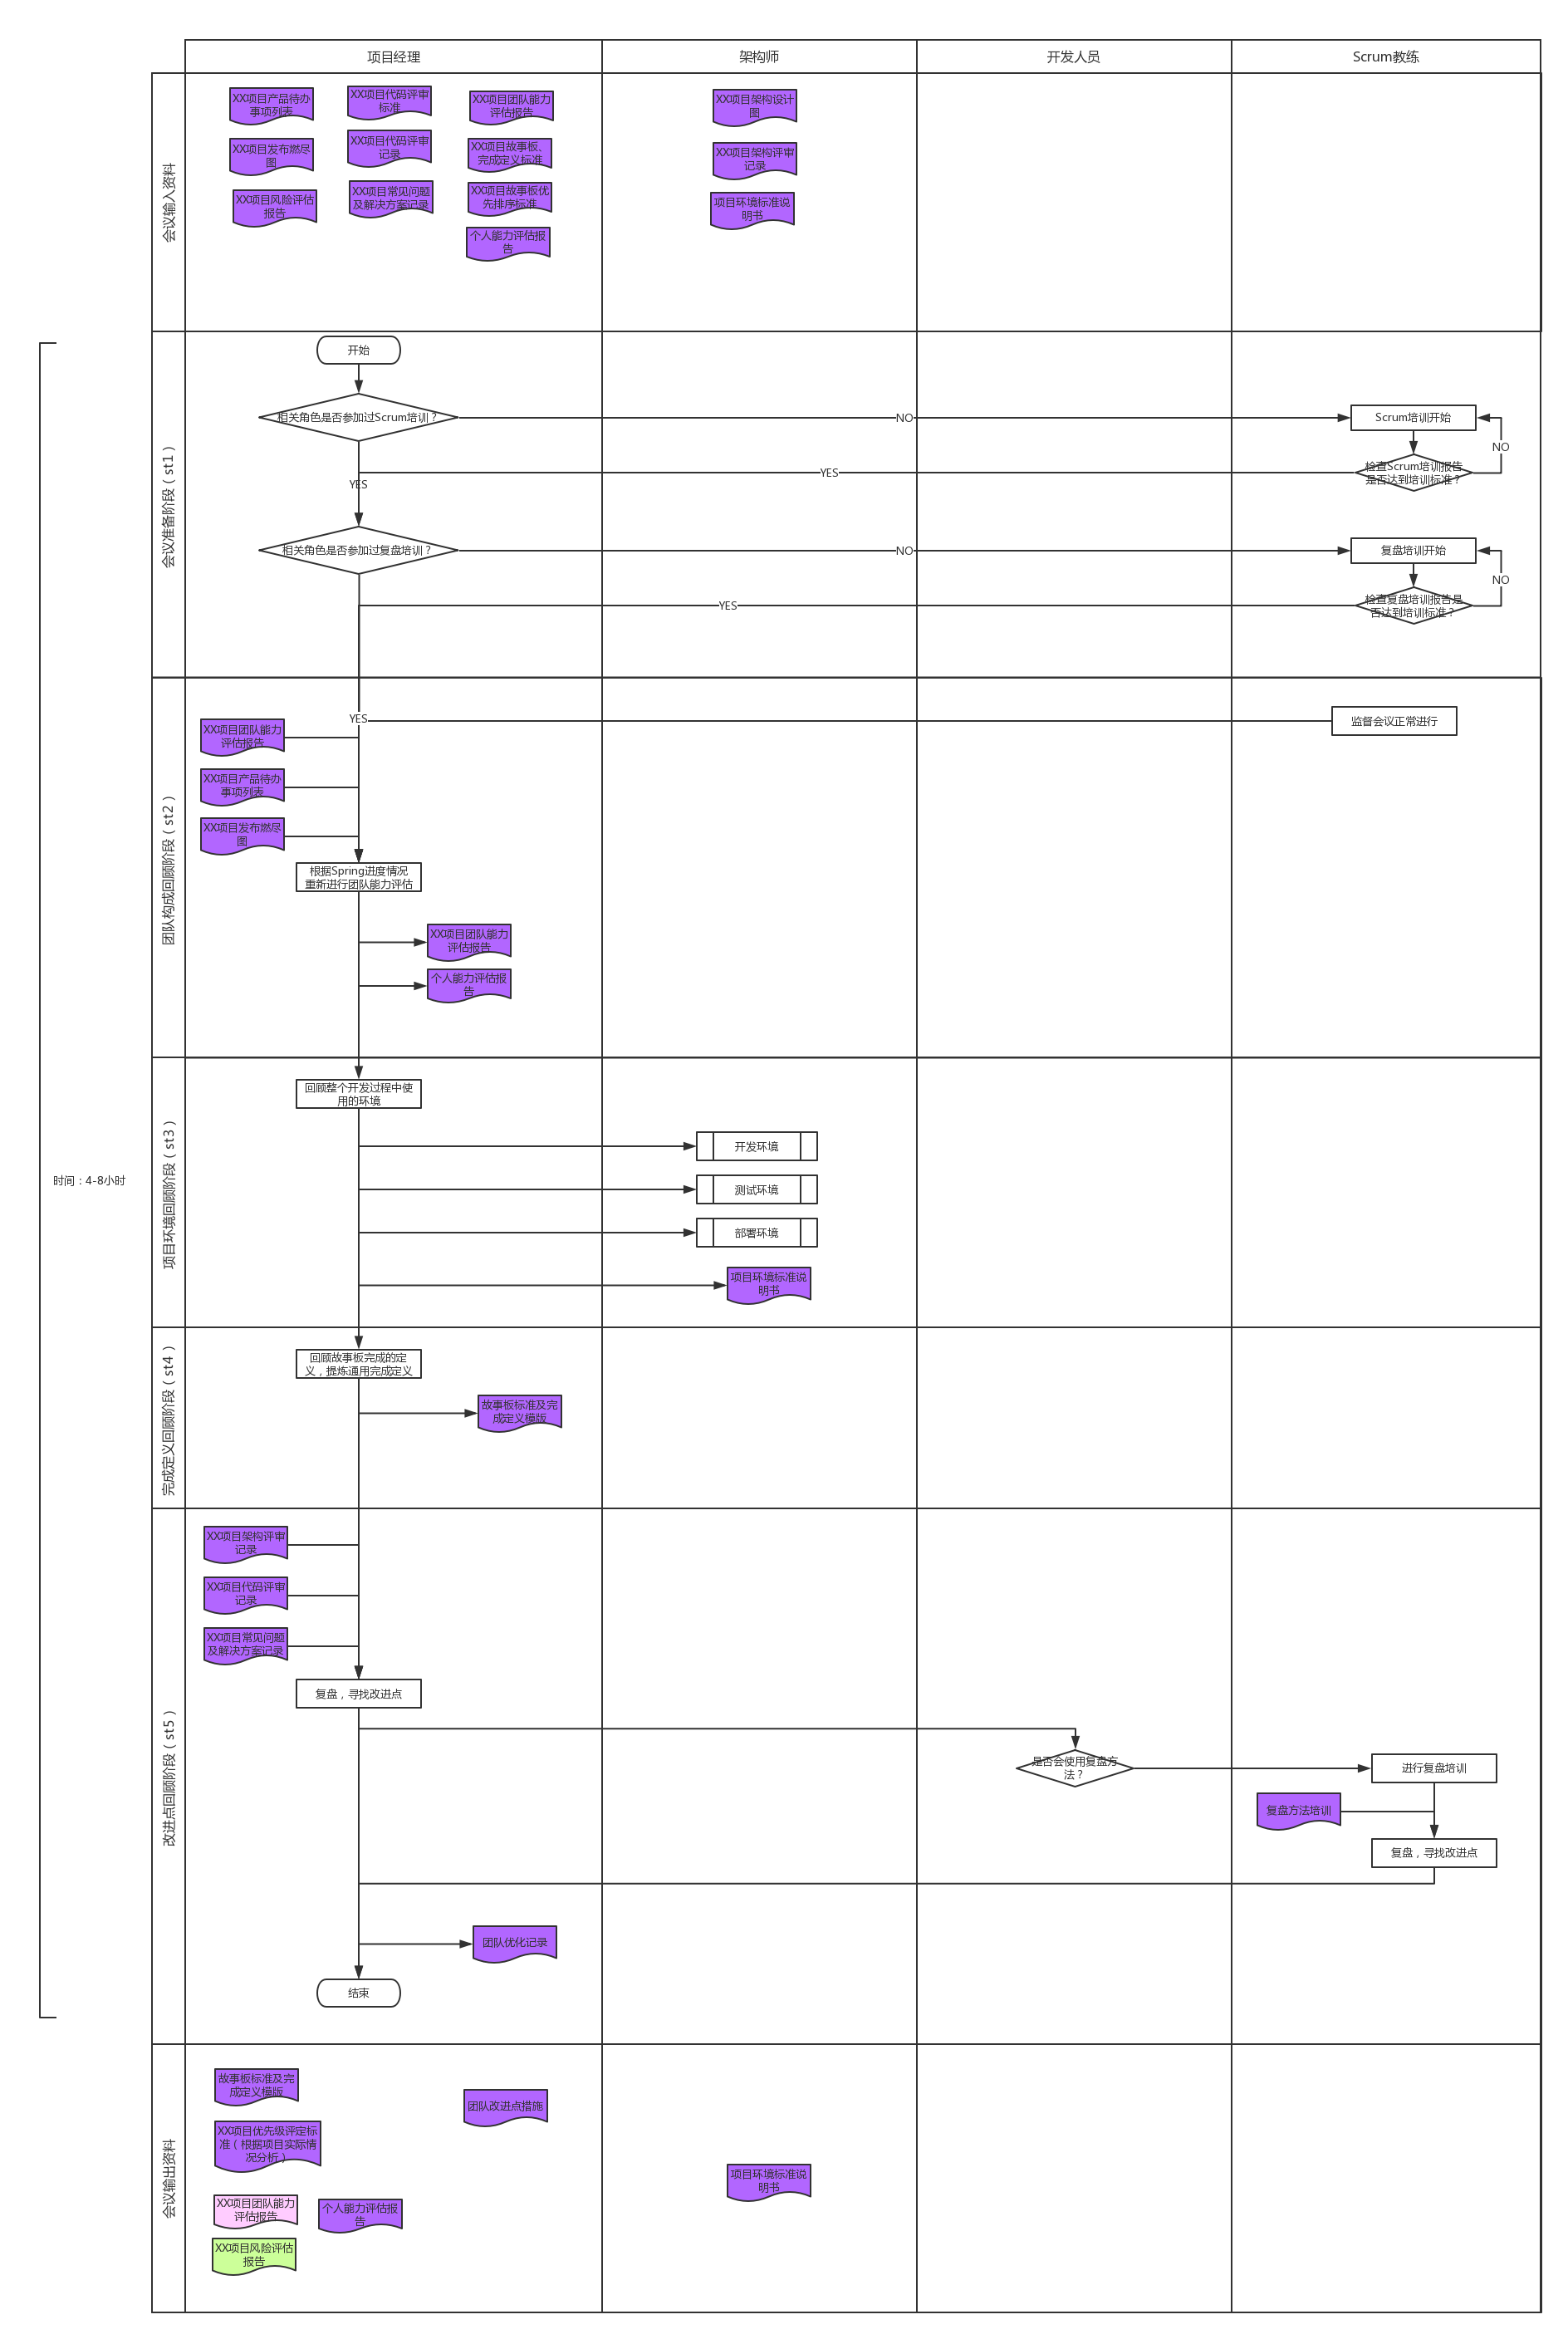 项目经理
架构师
开发人员
Scrum教练
会议输入资料
XX项目产品待办
事项列表
XX项目代码评审
标准
XX项目团队能力
评估报告
XX项目架构设计
图
XX项目发布燃尽
图
XX项目代码评审
记录
XX项目故事板、
完成定义标准
XX项目架构评审
记录
XX项目风险评估
报告
XX项目常见问题
及解决方案记录
XX项目故事板优
先排序标准
项目环境标准说
明书
个人能力评估报
告
会议准备阶段（st1）
开始
相关角色是否参加过Scrum培训？
NO
Scrum培训开始
NO
YES
YES
检查Scrum培训报告
是否达到培训标准？
相关角色是否参加过复盘培训？
NO
复盘培训开始
NO
YES
检查复盘培训报告是
否达到培训标准？
团队构成回顾阶段（st2）
YES
监督会议正常进行
XX项目团队能力
评估报告
XX项目产品待办
事项列表
XX项目发布燃尽
图
根据Spring进度情况
重新进行团队能力评估
XX项目团队能力
评估报告
个人能力评估报
告
项目环境回顾阶段（st3）
回顾整个开发过程中使
用的环境
开发环境
时间：4-8小时
测试环境
部署环境
项目环境标准说
明书
完成定义回顾阶段（st4）
回顾故事板完成的定
义，提炼通用完成定义
故事板标准及完
成定义模版
改进点回顾阶段（st5）
XX项目架构评审
记录
XX项目代码评审
记录
XX项目常见问题
及解决方案记录
复盘，寻找改进点
是否会使用复盘方
法？
进行复盘培训
复盘方法培训
复盘，寻找改进点
团队优化记录
结束
会议输出资料
故事板标准及完
成定义模版
团队改进点措施
XX项目优先级评定标
准（根据项目实际情
况分析）
项目环境标准说
明书
XX项目团队能力
评估报告
个人能力评估报
告
XX项目风险评估
报告